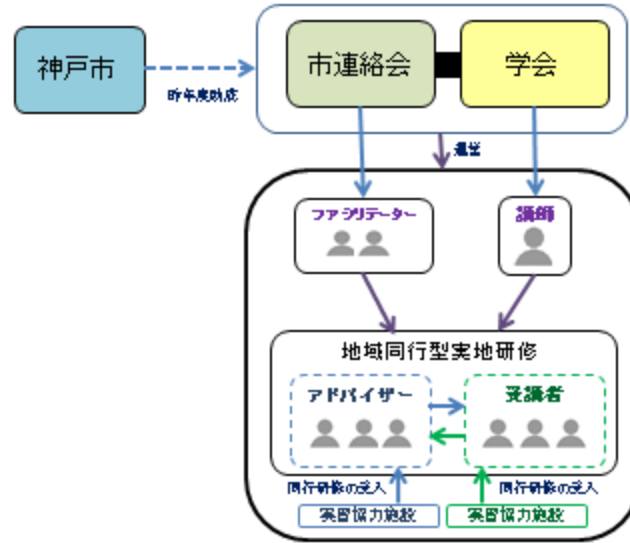 神戸市
市連絡会
学会
昨年度助成
運営
ファシリテーター
講師
地域同行型実地研修
アドバイザー
受講者
同行研修の受入
同行研修の受入
実習協力施設
実習協力施設